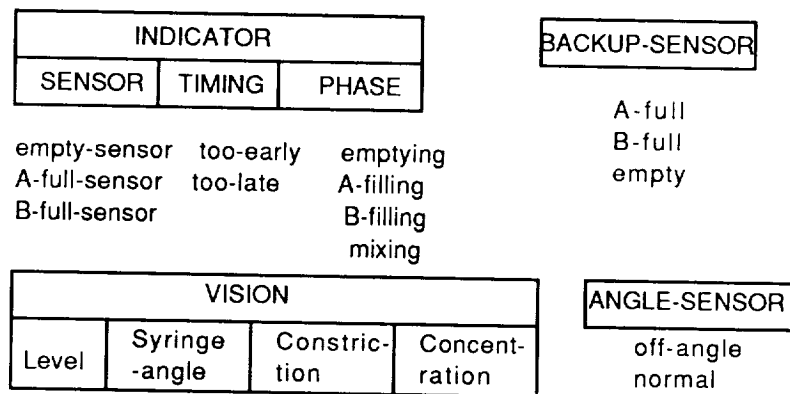 INDICATOR
SENSOR TIMING PHASE
empty-sensor too-early emptying
A-full-sensor too-late A-filling
B-full-sensor B-filling
mixing
BACKUP-SENSOR
A-full
B-full
empty
VISION
Level Syringe Constric- Concent-
-angle tion ration
ANGLE-SENSOR
off-angle
normal